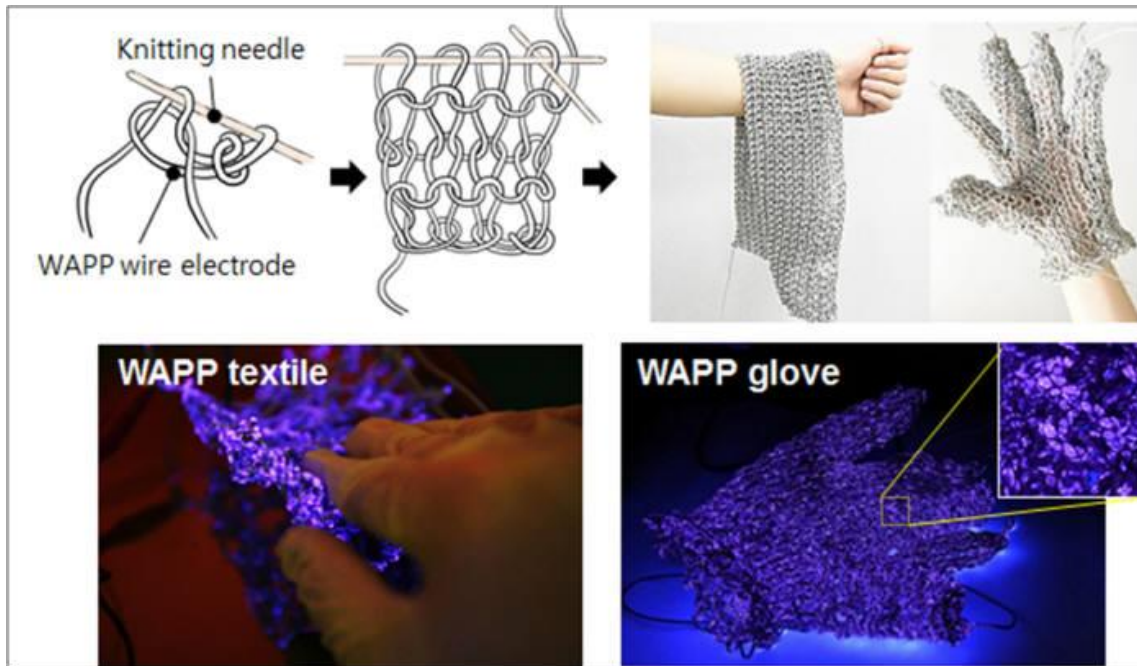 Knitting needle
WAPP wire electrode
WAPP textile
WAPP glove